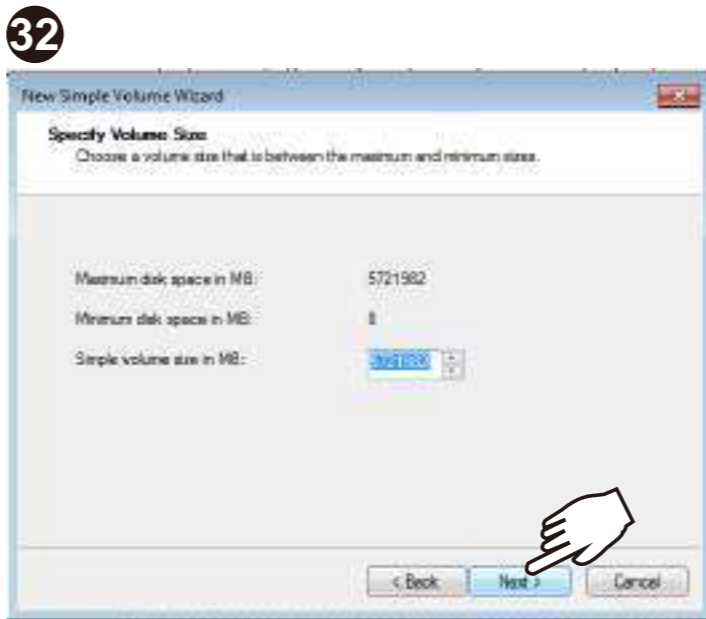 32
New Simple Volume Wizard
Specify Volume Size
Choose a volume size that is between the maximum and minimum sizes.
Maximum disk space in MB: 5721982
Minimum disk space in MB: 8
Simple volume size in MB:
< Back Next > Cancel